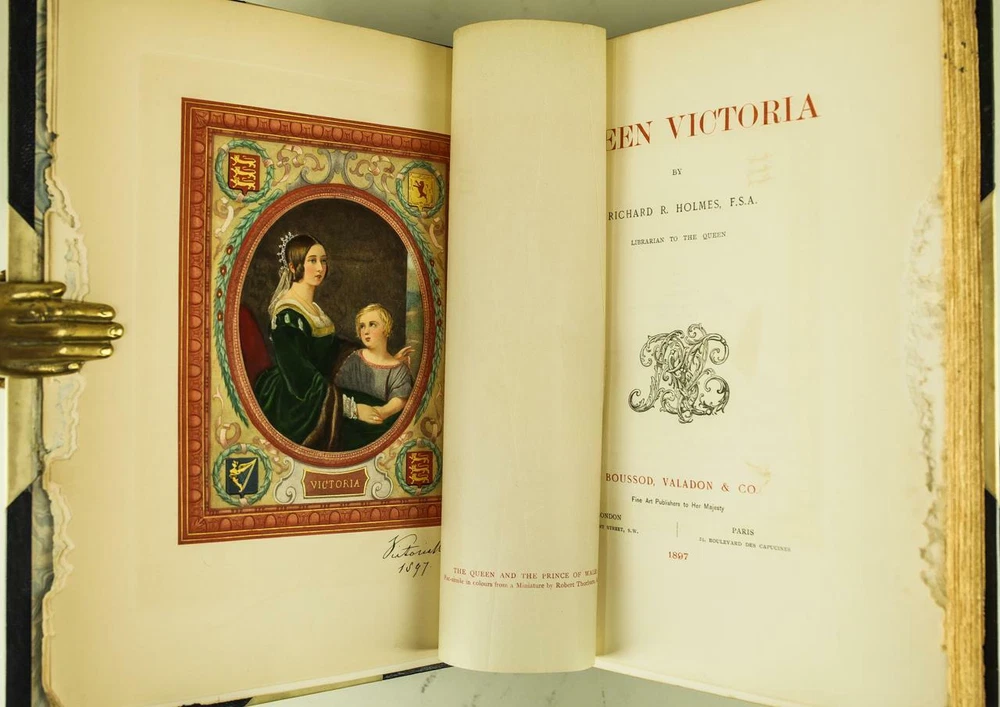 VICTORIA
Victoria
1897
THE QUEEN AND THE PRINCE OF WALES
Fac-simile in colours from a Miniature by Robert Thorburn
EEN VICTORIA
BY
RICHARD R. HOLMES, F.S.A.
LIBRARIAN TO THE QUEEN
BOUSSOD, VALADON & CO.
Fine Art Publishers to Her Majesty
ONDON
STREET, S.W.
PARIS
BOULEVARD DES CAPUCINES
1897